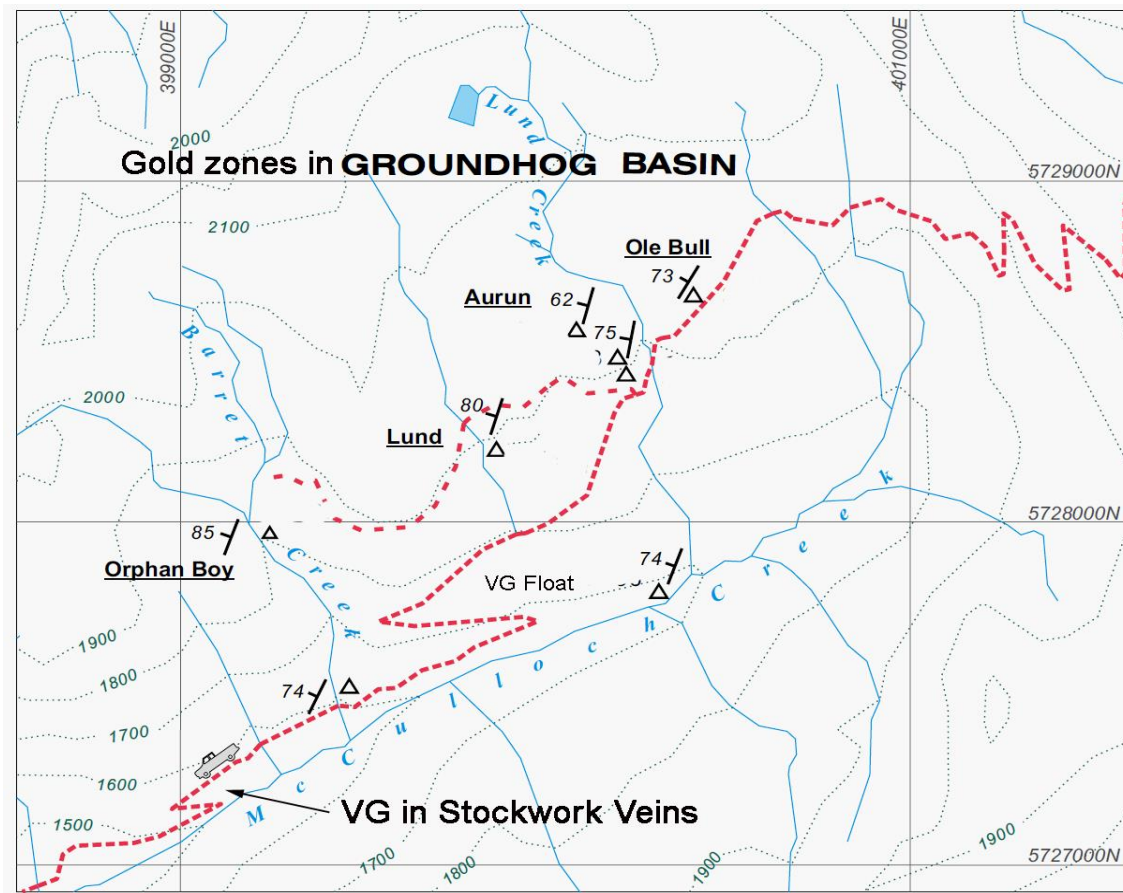 399000E
401000E
2000
Lund Creek
Gold zones in GROUNDHOG BASIN
5729000N
2100
Ole Bull
73
Aurun
62
75
2000
80
Barret Creek
Lund
5728000N
85
Orphan Boy
74
VG Float
1900
McCulloch Creek
1800
74
1700
1600
VG in Stockwork Veins
1500
1700
1800
1900
1900
5727000N